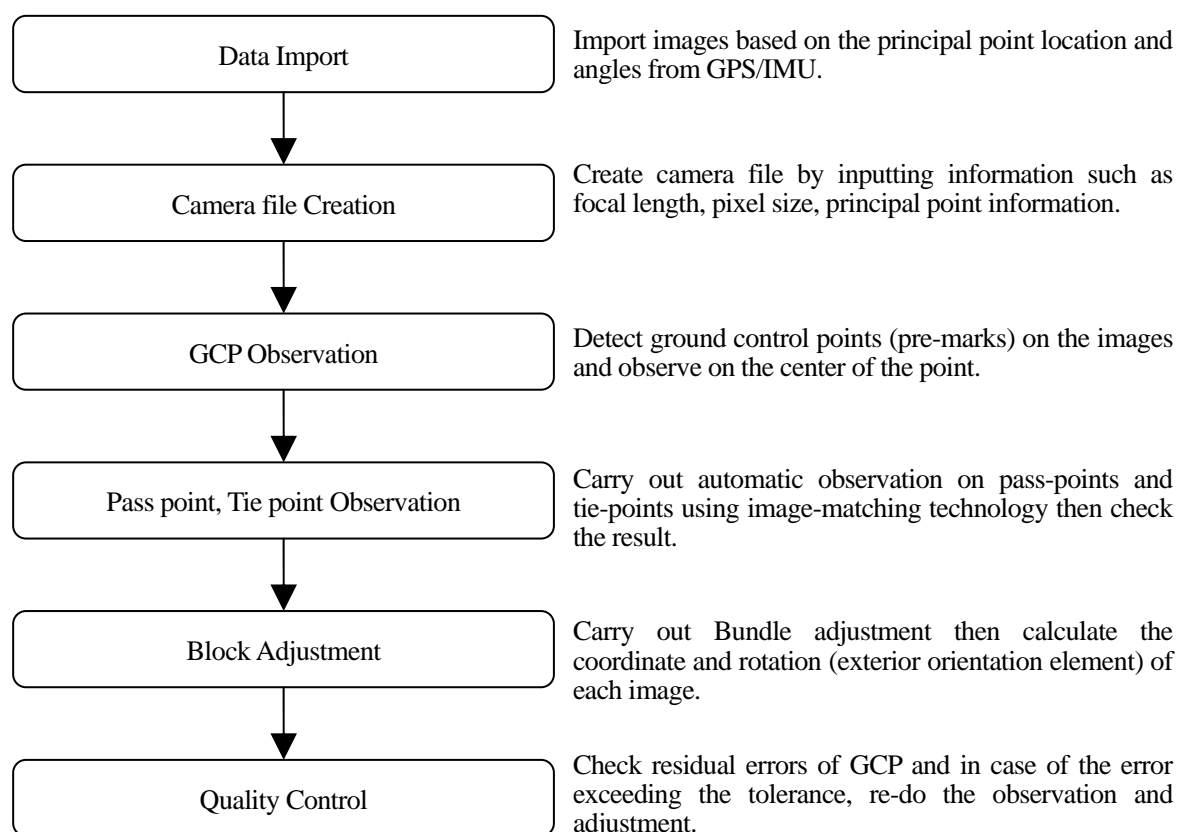 Data Import
Import images based on the principal point location and
angles from GPS/IMU.
Camera file Creation
Create camera file by inputting information such as
focal length, pixel size, principal point information.
GCP Observation
Detect ground control points (pre-marks) on the images
and observe on the center of the point.
Pass point, Tie point Observation
Carry out automatic observation on pass-points and
tie-points using image-matching technology then check
the result.
Block Adjustment
Carry out Bundle adjustment then calculate the
coordinate and rotation (exterior orientation element) of
each image.
Quality Control
Check residual errors of GCP and in case of the error
exceeding the tolerance, re-do the observation and
adjustment.